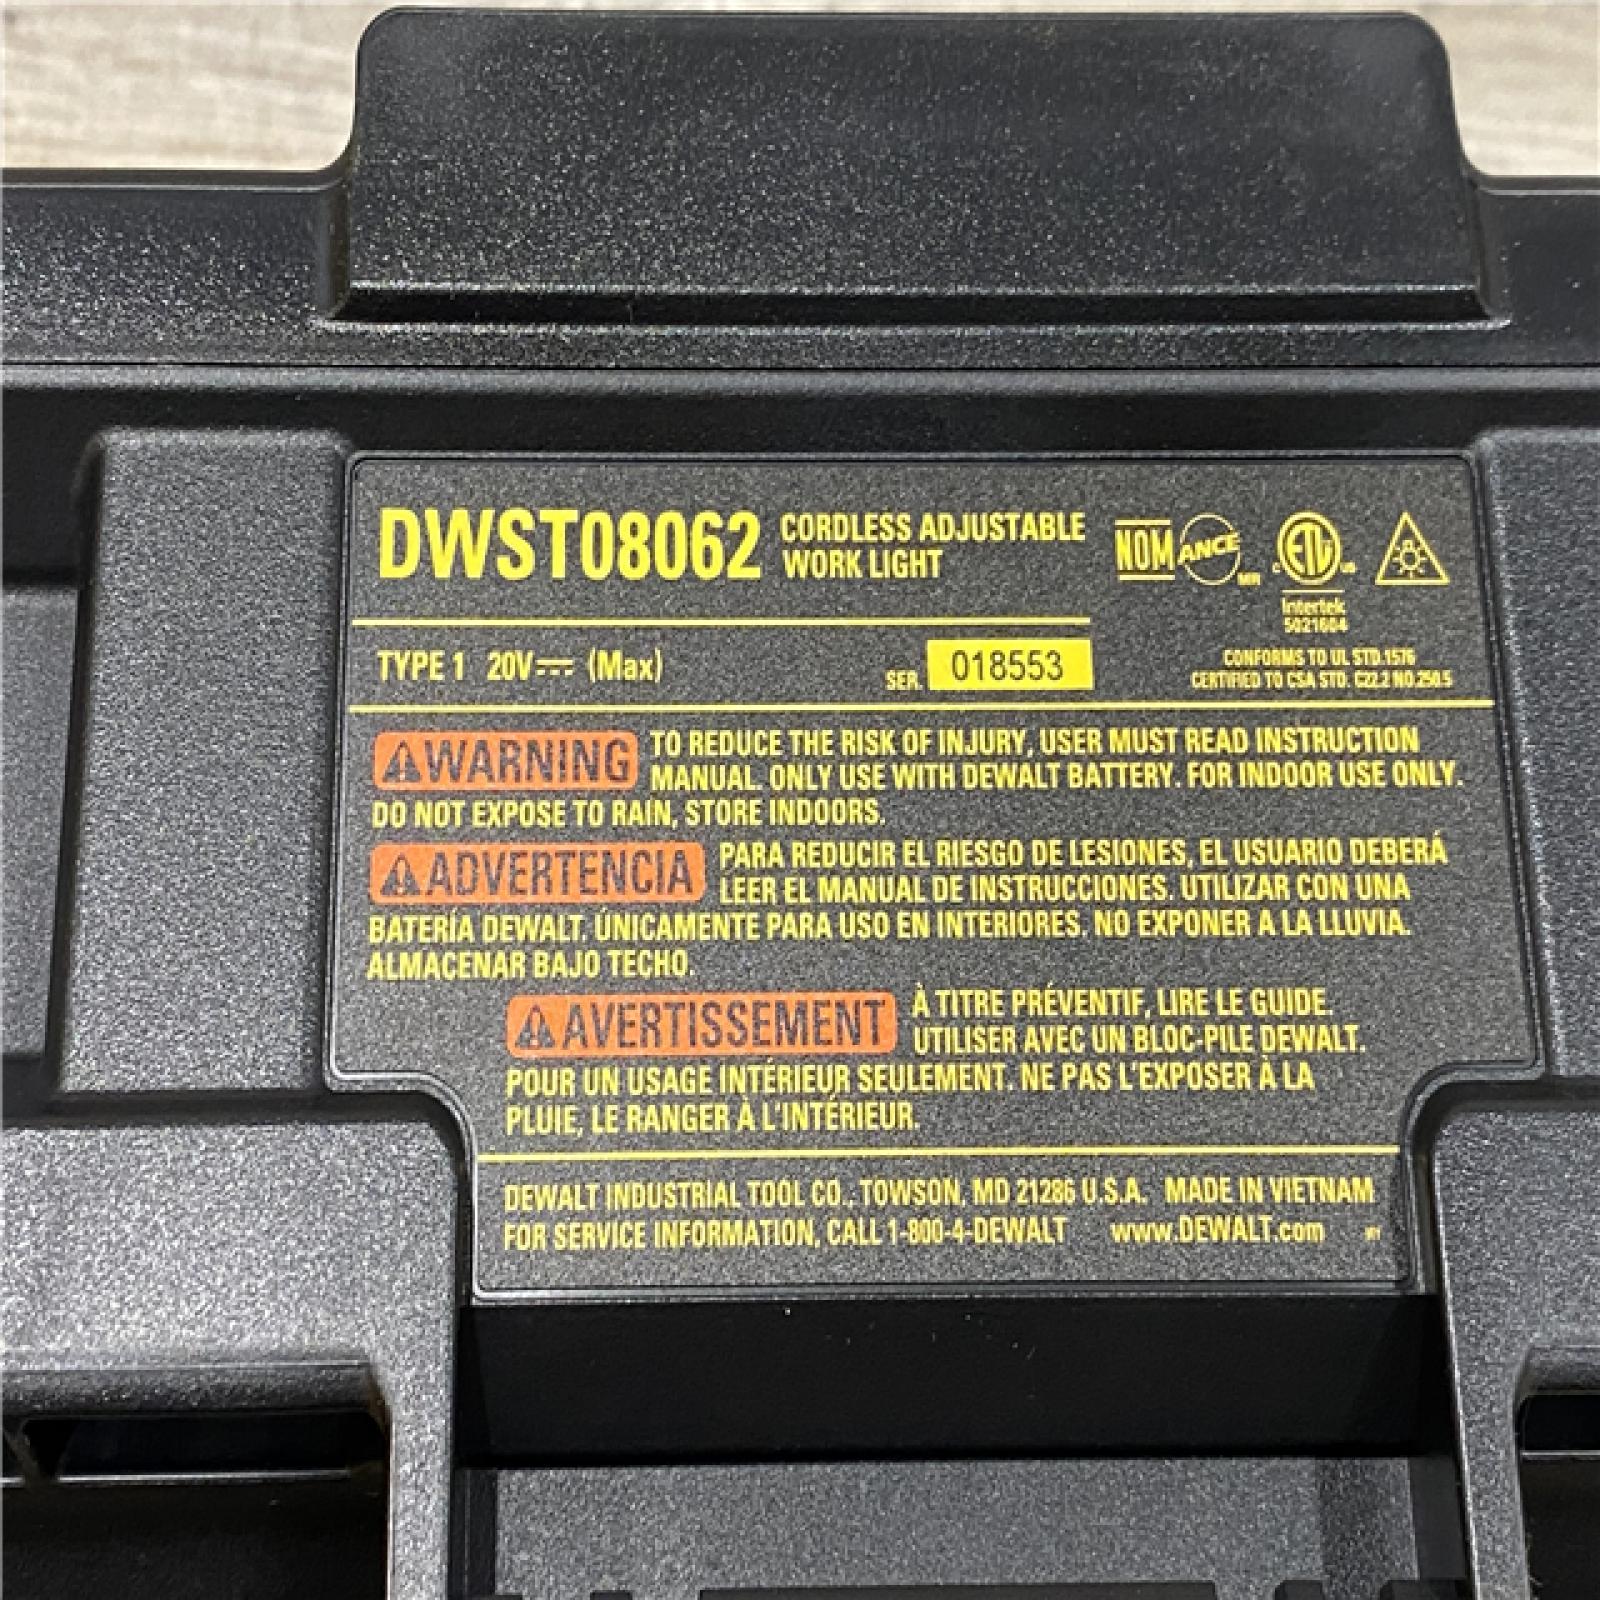 DWST08062 CORDLESS ADJUSTABLE
WORK LIGHT
NOM ANCE MR
c ETL us
Intertek
5021604
TYPE 1 20V (Max)
SER. 018553
CONFORMS TO UL STD.1576
CERTIFIED TO CSA STD. C22.2 NO.250.5
WARNING TO REDUCE THE RISK OF INJURY, USER MUST READ INSTRUCTION
MANUAL. ONLY USE WITH DEWALT BATTERY. FOR INDOOR USE ONLY.
DO NOT EXPOSE TO RAIN, STORE INDOORS.
ADVERTENCIA PARA REDUCIR EL RIESGO DE LESIONES, EL USUARIO DEBERÁ
LEER EL MANUAL DE INSTRUCCIONES. UTILIZAR CON UNA
BATERÍA DEWALT. ÚNICAMENTE PARA USO EN INTERIORES. NO EXPONER A LA LLUVIA.
ALMACENAR BAJO TECHO.
AVERTISSEMENT À TITRE PRÉVENTIF, LIRE LE GUIDE.
UTILISER AVEC UN BLOC-PILE DEWALT.
POUR UN USAGE INTÉRIEUR SEULEMENT. NE PAS L'EXPOSER À LA
PLUIE, LE RANGER À L'INTÉRIEUR.
DEWALT INDUSTRIAL TOOL CO., TOWSON, MD 21286 U.S.A. MADE IN VIETNAM
FOR SERVICE INFORMATION, CALL 1-800-4-DEWALT www.DEWALT.com